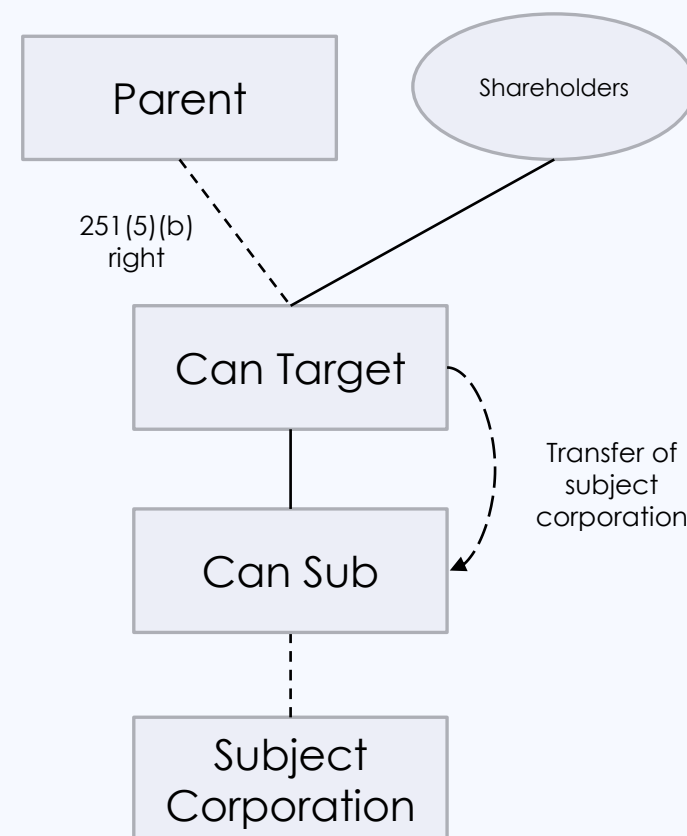 Parent
Shareholders
251(5)(b)
right
Can Target
Transfer of
subject
corporation
Can Sub
Subject
Corporation